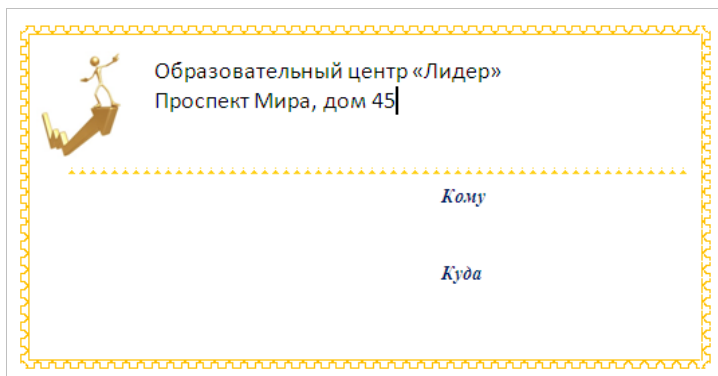 Образовательный центр «Лидер»
Проспект Мира, дом 45
Кому
Куда